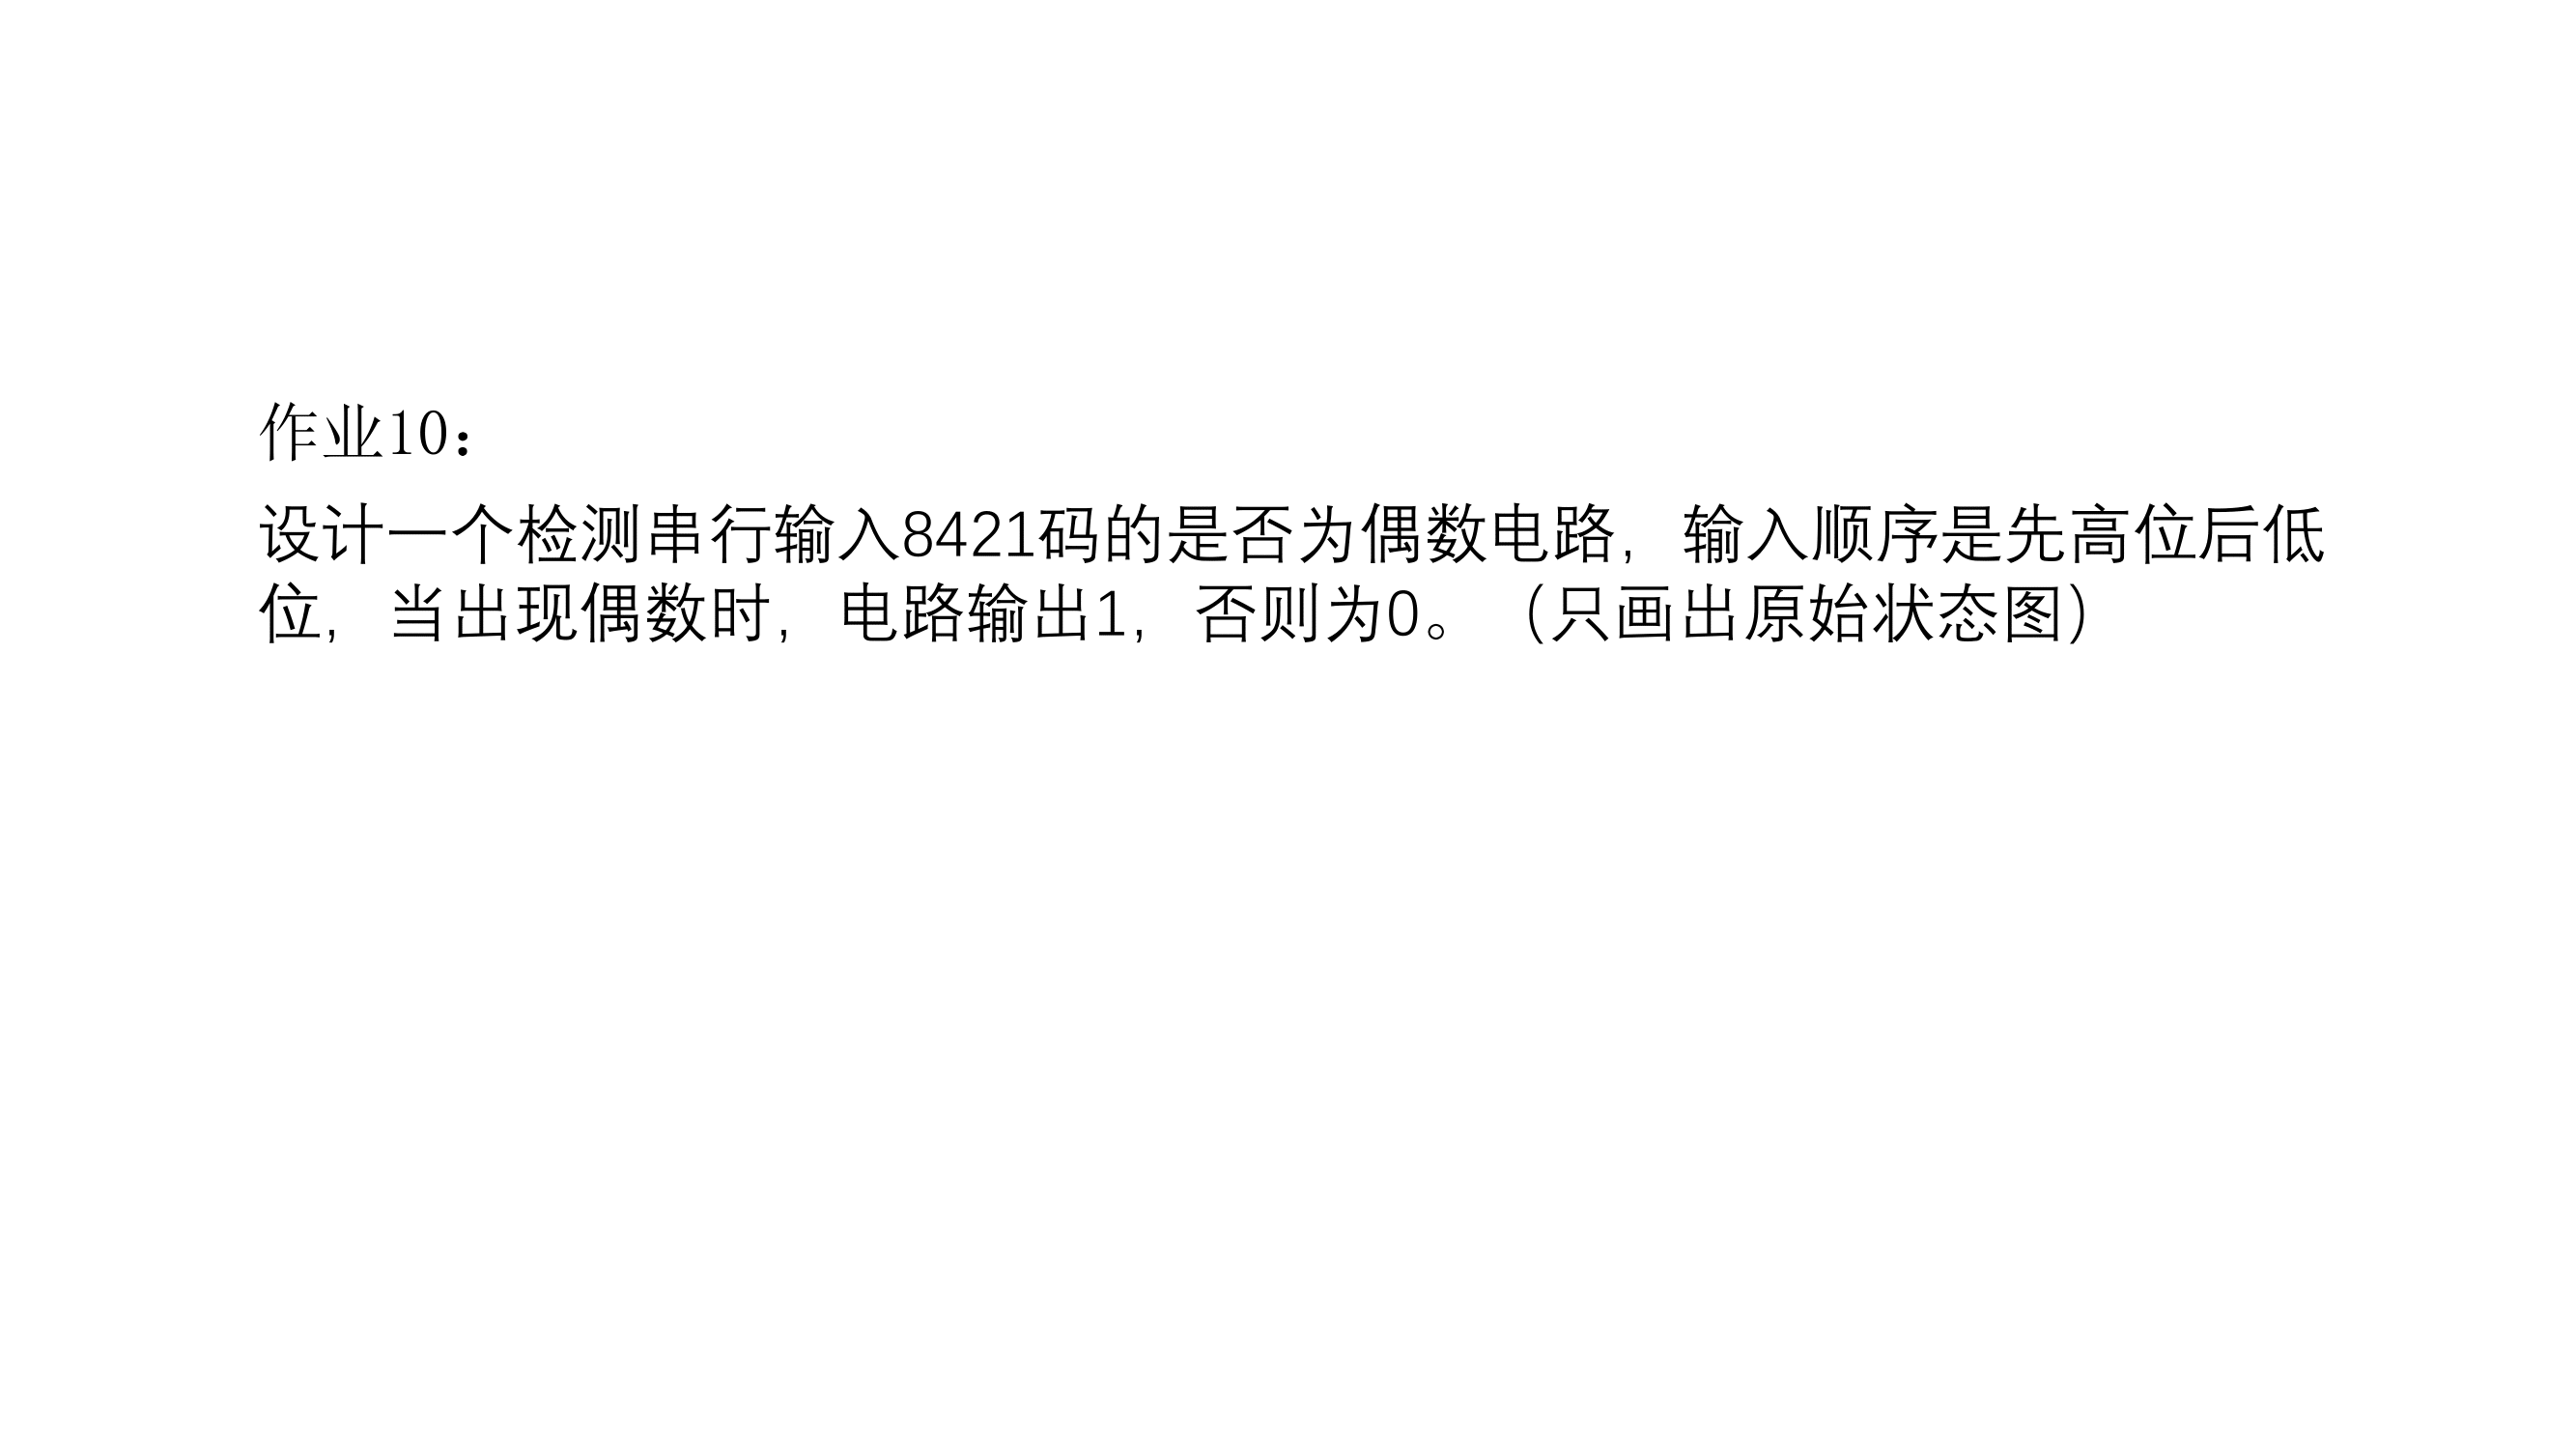 作业10：
设计一个检测串行输入8421码的是否为偶数电路，输入顺序是先高位后低
位，当出现偶数时，电路输出1，否则为0。（只画出原始状态图）